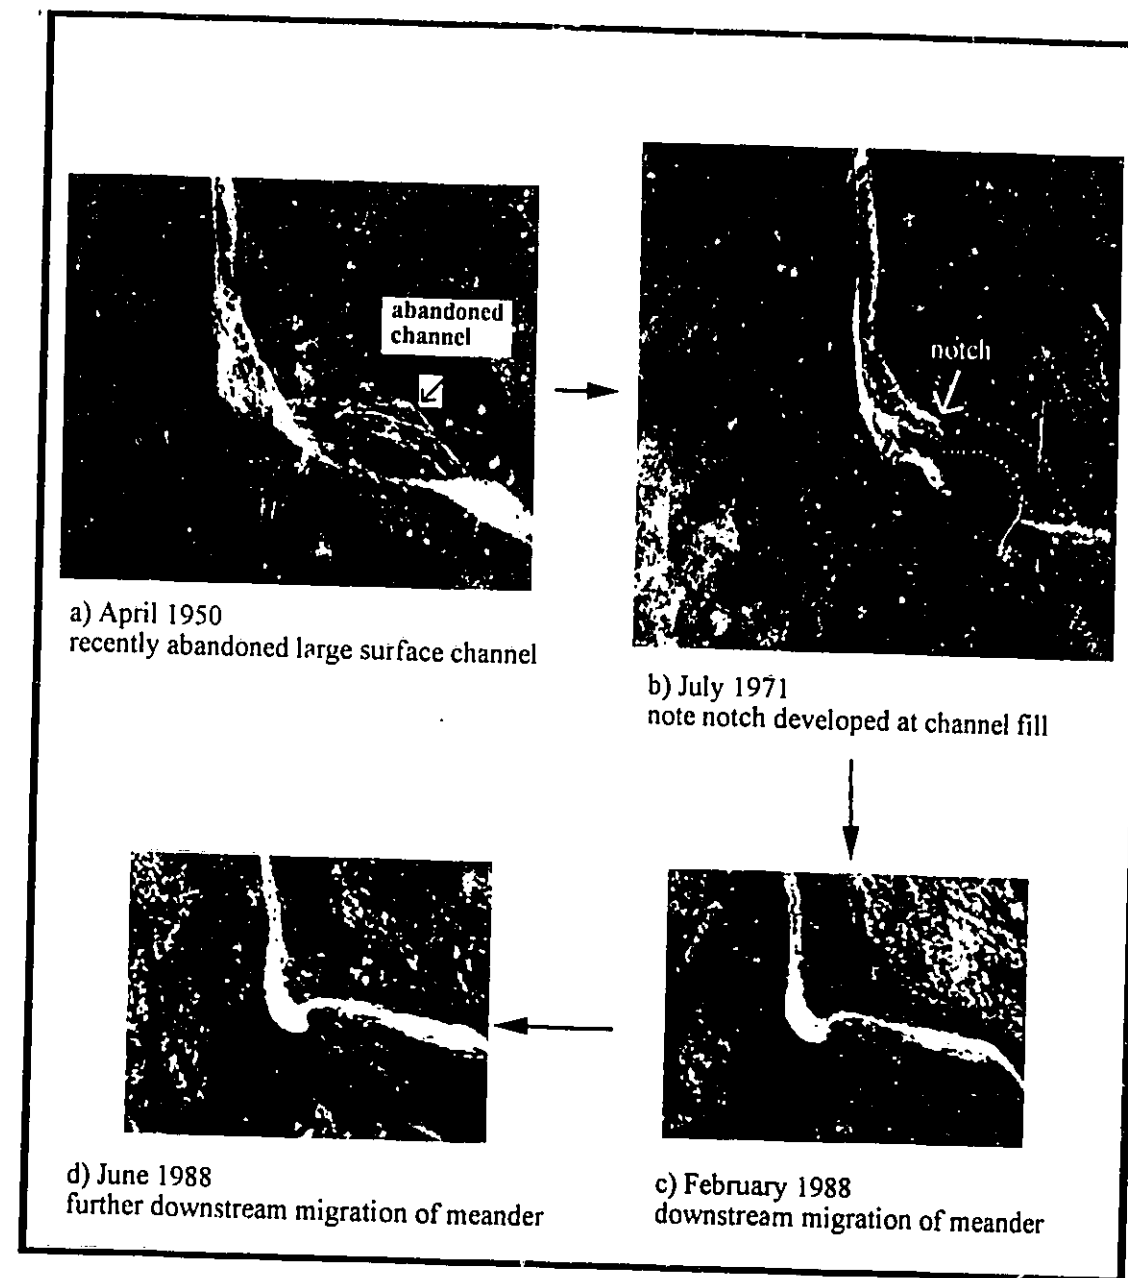 abandoned
channel
a) April 1950
recently abandoned large surface channel
notch
b) July 1971
note notch developed at channel fill
c) February 1988
downstream migration of meander
d) June 1988
further downstream migration of meander